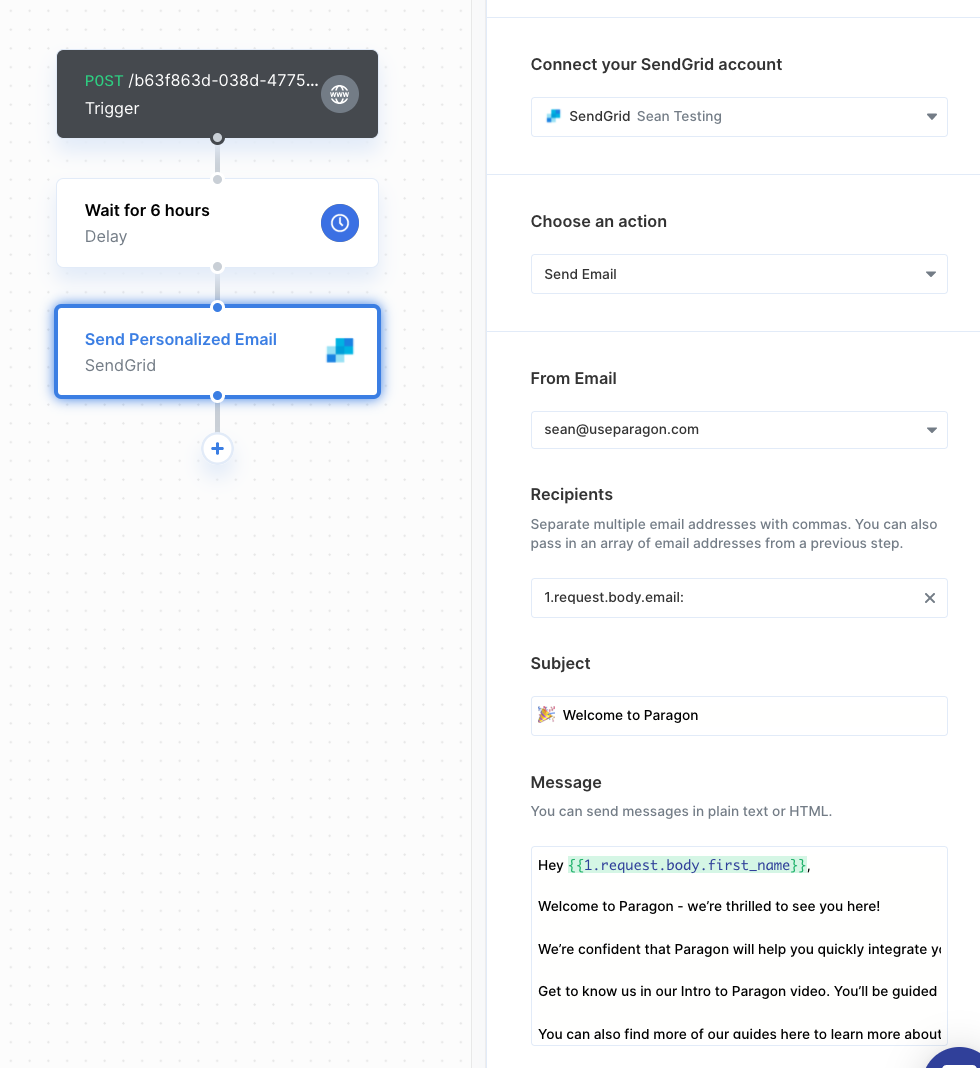 POST /b63f863d-038d-4775...
Trigger
www
Wait for 6 hours
Delay
Send Personalized Email
SendGrid
Connect your SendGrid account
SendGrid Sean Testing
Choose an action
Send Email
From Email
sean@useparagon.com
Recipients
Separate multiple email addresses with commas. You can also
pass in an array of email addresses from a previous step.
1.request.body.email:
Subject
🎉 Welcome to Paragon
Message
You can send messages in plain text or HTML.
Hey {{1.request.body.first_name}},
Welcome to Paragon - we’re thrilled to see you here!
We’re confident that Paragon will help you quickly integrate
Get to know us in our Intro to Paragon video. You’ll be guided
You can also find more of our guides here to learn more about